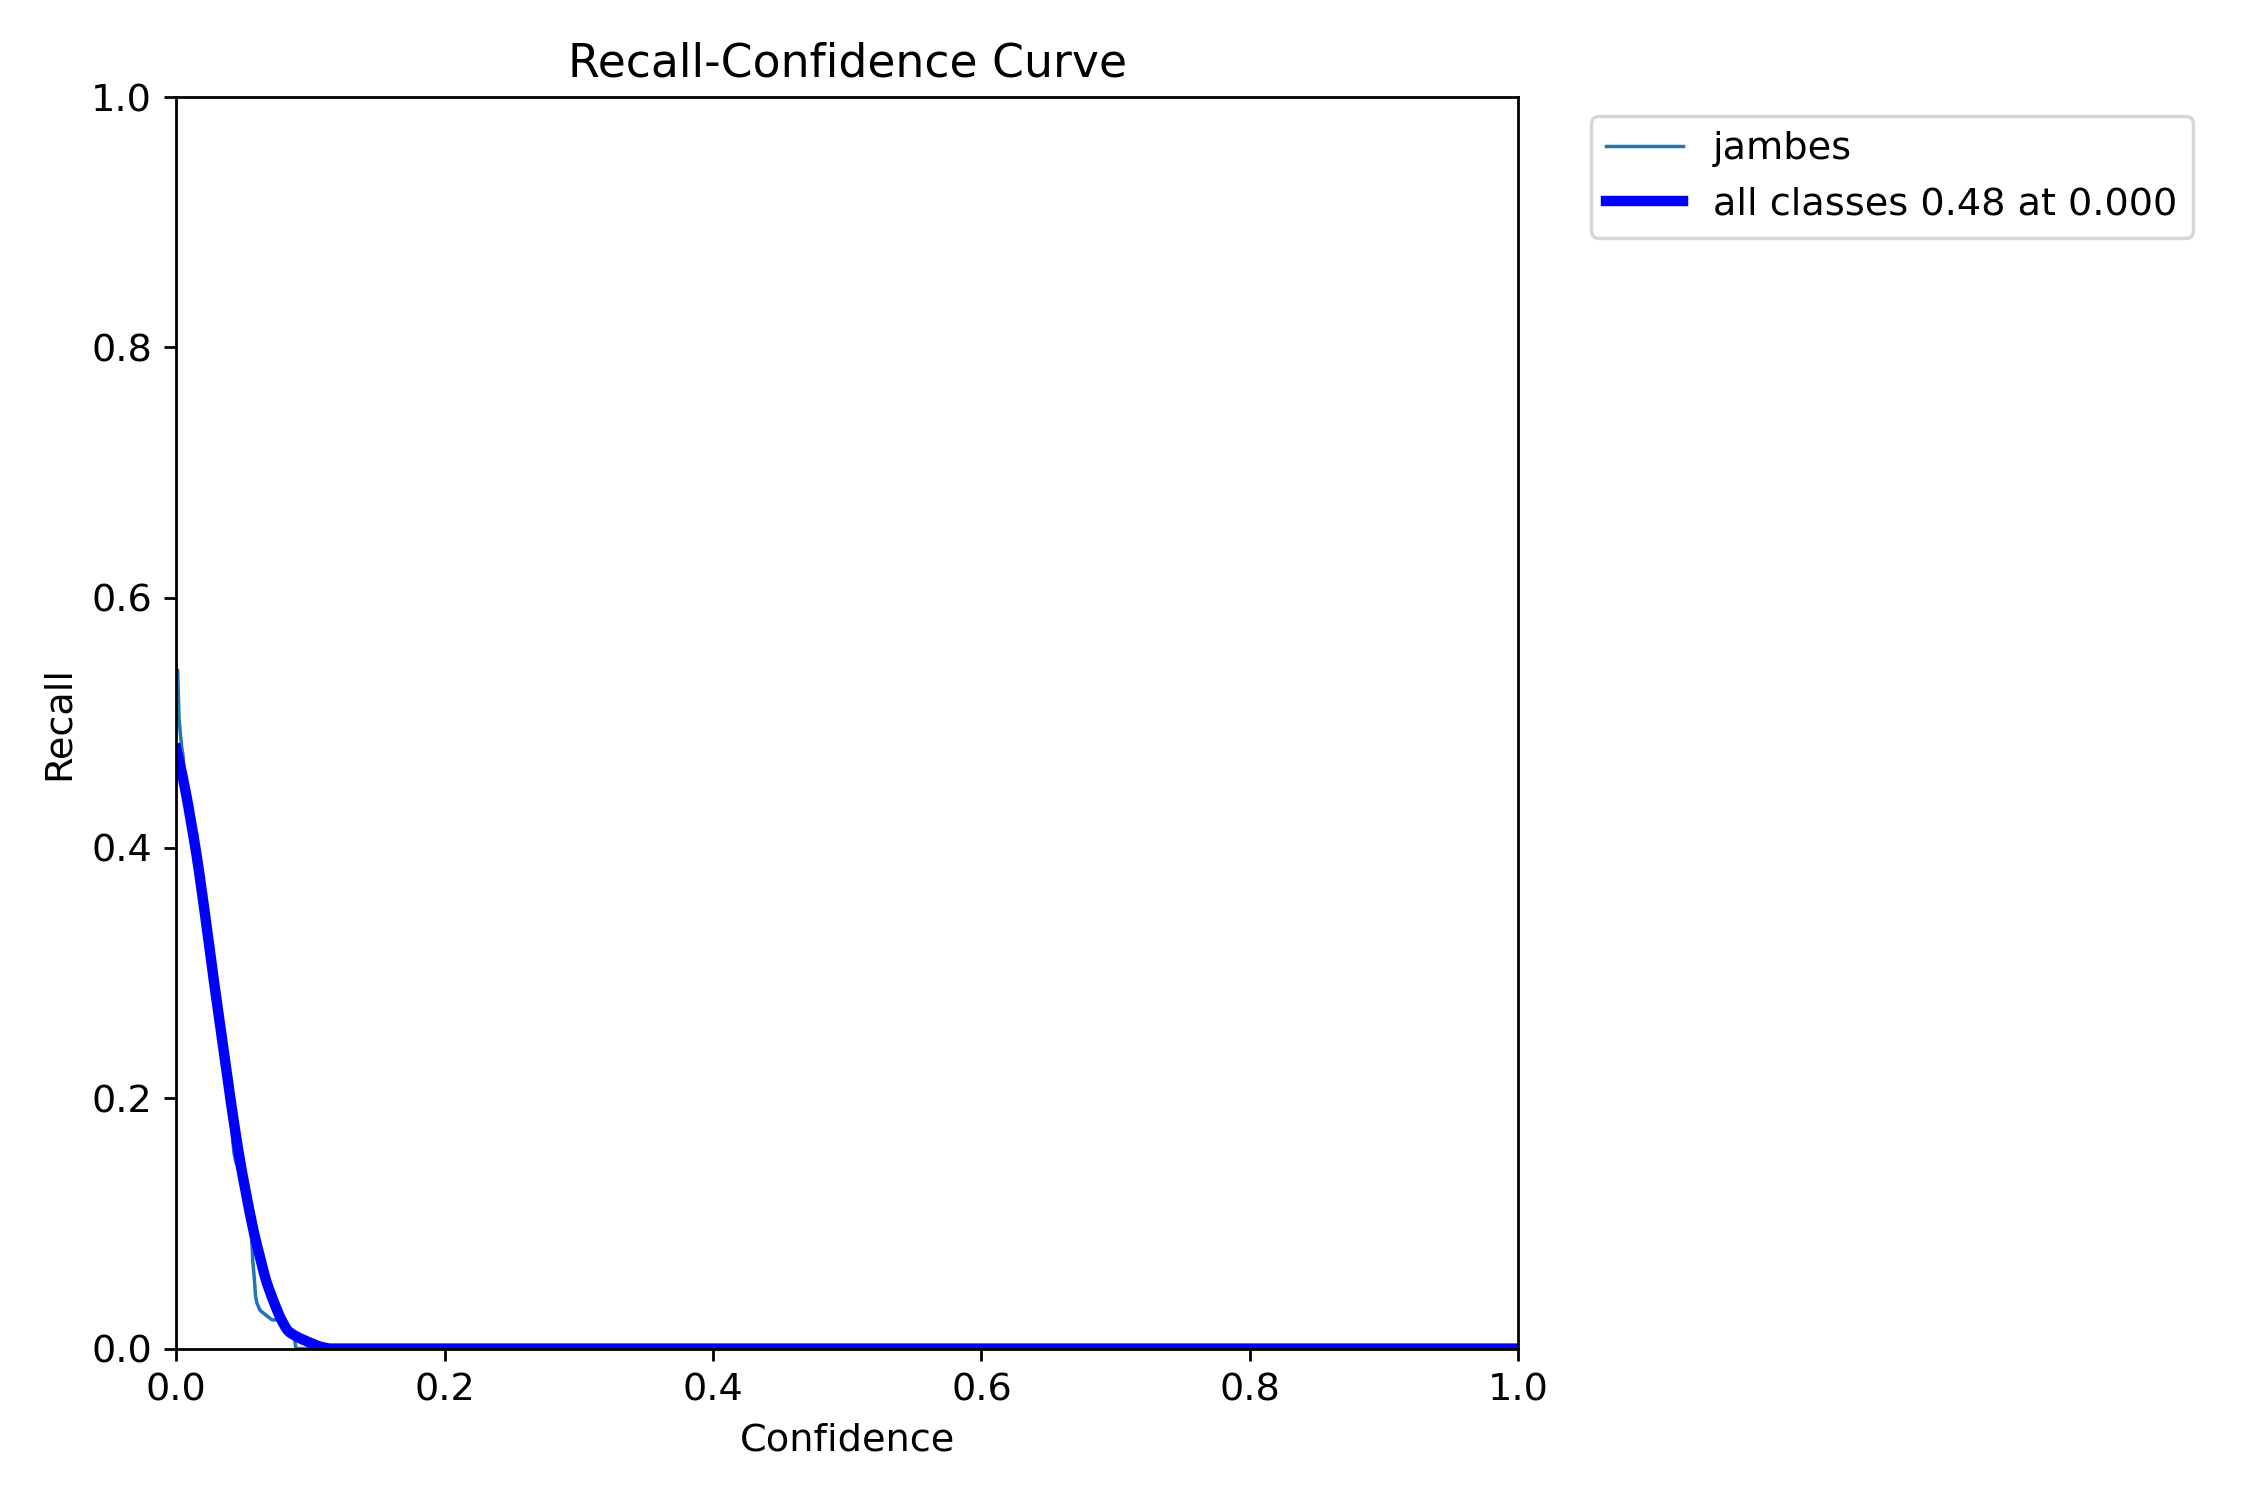 Recall-Confidence Curve
1.0
0.8
0.6
0.4
0.2
0.0
Recall
0.0 0.2 0.4 0.6 0.8 1.0
Confidence
jambes
all classes 0.48 at 0.000